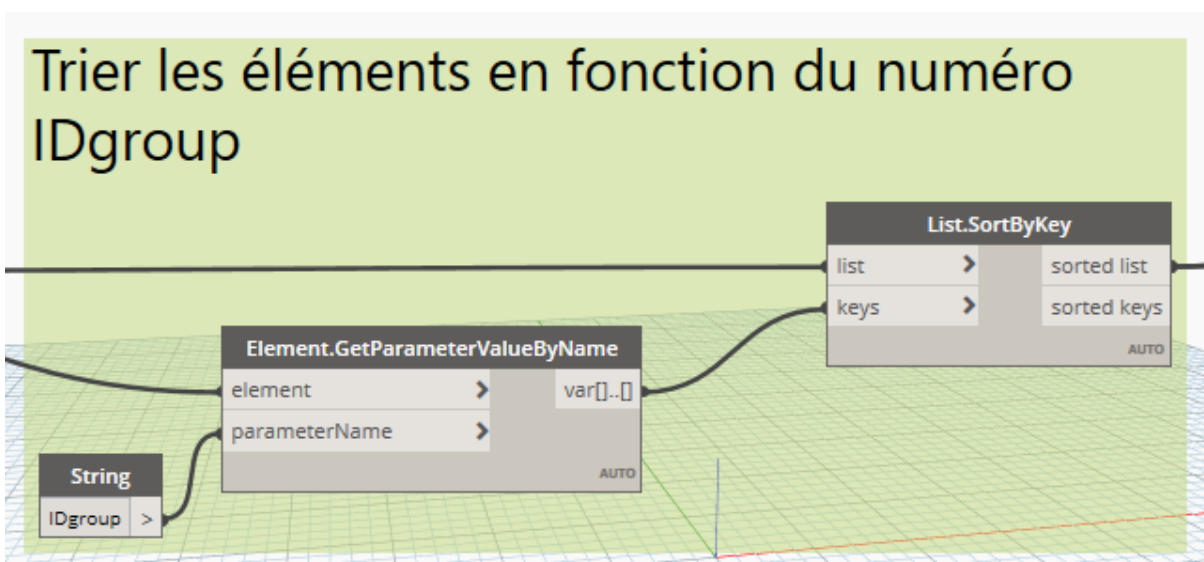 Trier les éléments en fonction du numéro
IDgroup
List.SortByKey
list > sorted list
keys > sorted keys
AUTO
Element.GetParameterValueByName
element > var[]..[]
parameterName >
AUTO
String
IDgroup >